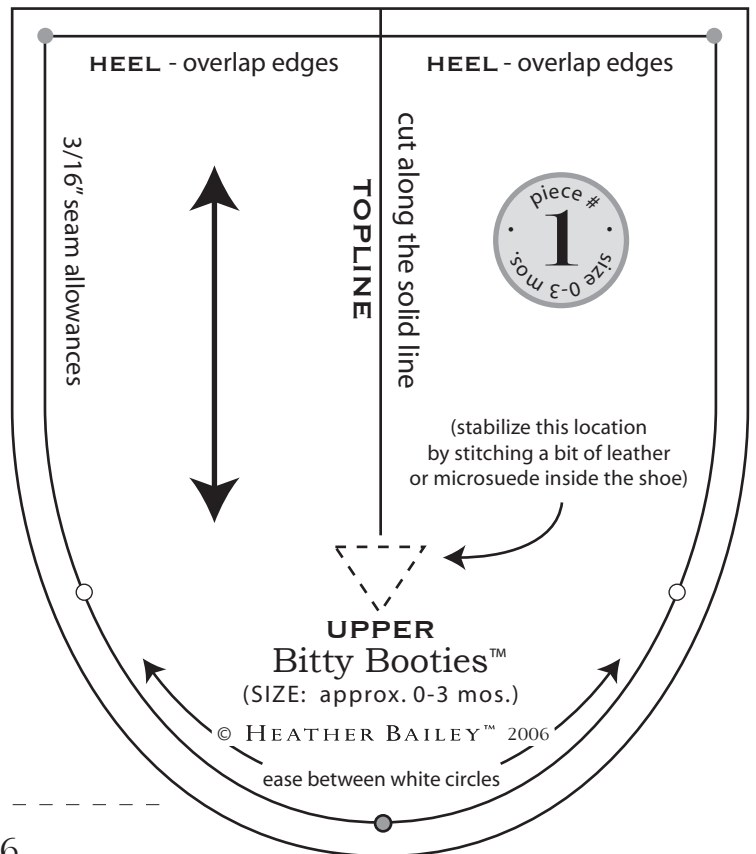 HEEL - overlap edges
HEEL - overlap edges
3/16" seam allowances
TOPLINE
cut along the solid line
piece #
1
size 0-3 mos.
(stabilize this location
by stitching a bit of leather
or microsuede inside the shoe)
UPPER
Bitty Booties™
(SIZE: approx. 0-3 mos.)
© HEATHER BAILEY™ 2006
ease between white circles
6